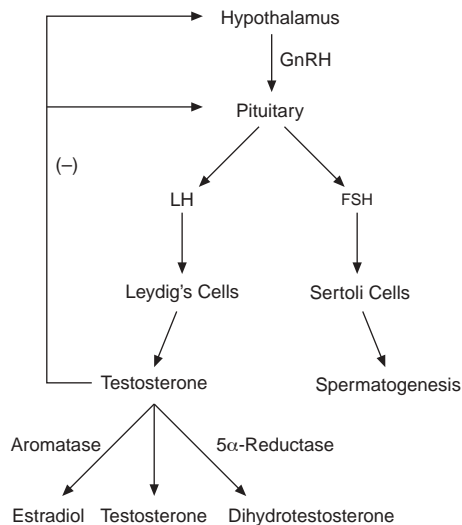 Hypothalamus
GnRH
Pituitary
(–)
LH
FSH
Leydig's Cells
Sertoli Cells
Testosterone
Spermatogenesis
Aromatase
5α-Reductase
Estradiol
Testosterone
Dihydrotestosterone